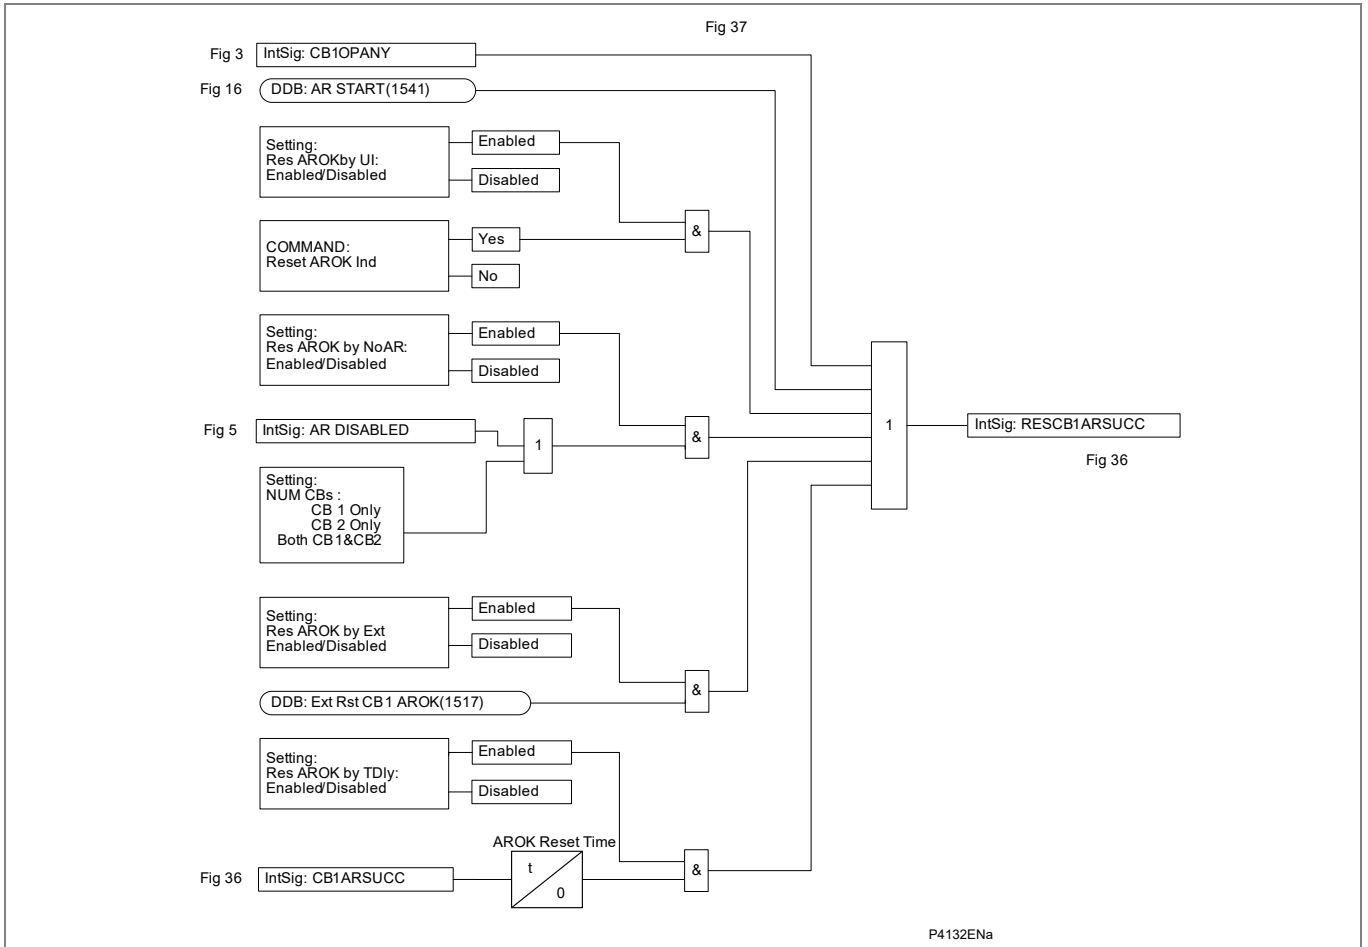 Fig 37
Fig 3
IntSig: CB1OPANY
Fig 16
DDB: AR START(1541)
Setting:
Res AROKby UI:
Enabled/Disabled
Enabled
Disabled
COMMAND:
Reset AROK Ind
Yes
No
&
Setting:
Res AROK by NoAR:
Enabled/Disabled
Enabled
Disabled
Fig 5
IntSig: AR DISABLED
1
&
1
IntSig: RESCB1ARSUCC
Fig 36
Setting:
NUM CBs :
CB 1 Only
CB 2 Only
Both CB1&CB2
Setting:
Res AROK by Ext
Enabled/Disabled
Enabled
Disabled
DDB: Ext Rst CB1 AROK(1517)
&
Setting:
Res AROK by TDly:
Enabled/Disabled
Enabled
Disabled
AROK Reset Time
Fig 36
IntSig: CB1ARSUCC
t
0
&
P4132ENa